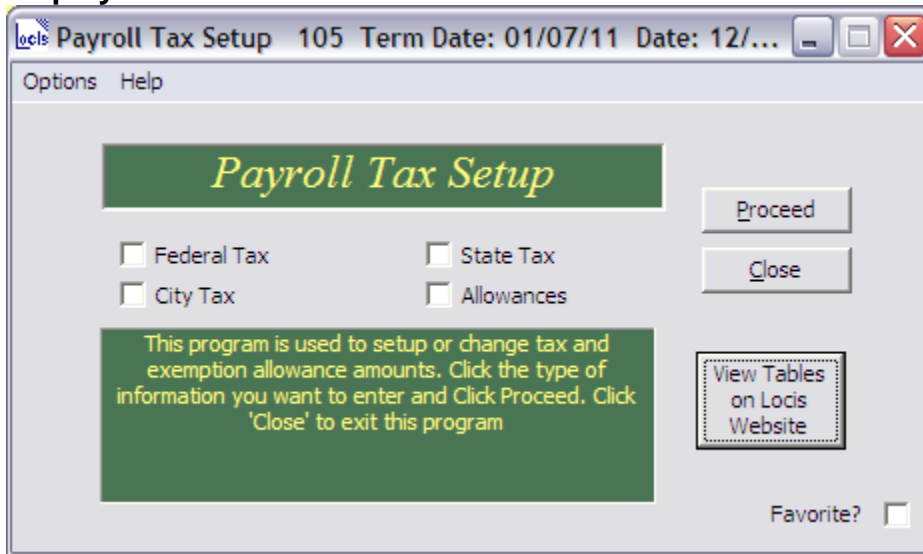 locis Payroll Tax Setup 105 Term Date: 01/07/11 Date: 12/...
Options Help
Payroll Tax Setup
Proceed
Federal Tax State Tax
Close
City Tax Allowances
This program is used to setup or change tax and
exemption allowance amounts. Click the type of
information you want to enter and Click Proceed. Click
'Close' to exit this program
View Tables
on Locis
Website
Favorite?